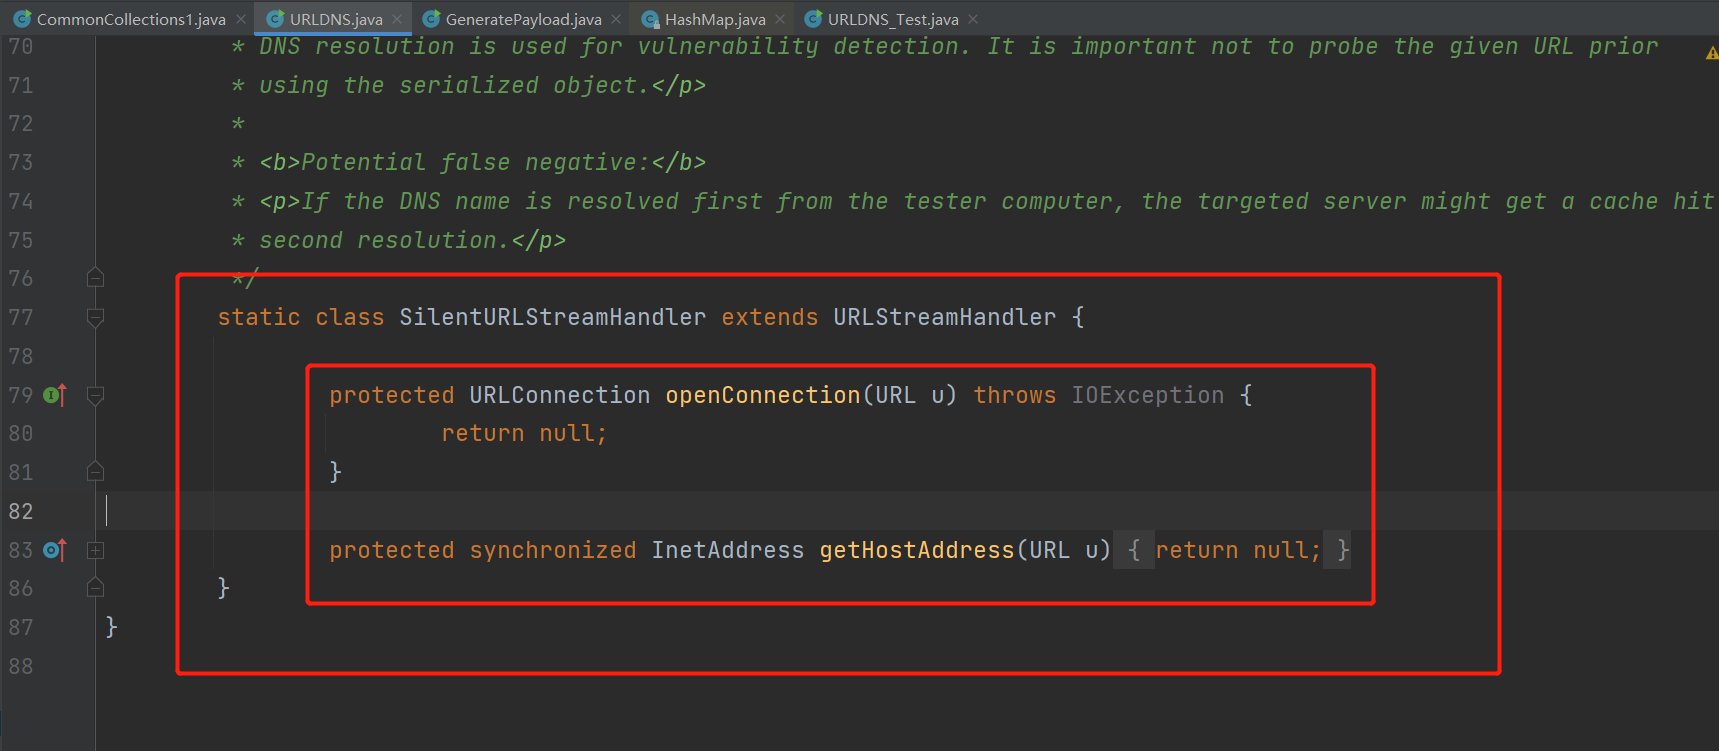 CommonCollections1.java × URLDNS.java × GeneratePayload.java × HashMap.java × URLDNS_Test.java ×
70 * DNS resolution is used for vulnerability detection. It is important not to probe the given URL prior
71 * using the serialized object.</p>
72 *
73 * <b>Potential false negative:</b>
74 * <p>If the DNS name is resolved first from the tester computer, the targeted server might get a cache hit
75 * second resolution.</p>
76 */
77 static class SilentURLStreamHandler extends URLStreamHandler {
78
79 protected URLConnection openConnection(URL u) throws IOException {
80 return null;
81 }
82
83 protected synchronized InetAddress getHostAddress(URL u) { return null; }
86 }
87 }
88